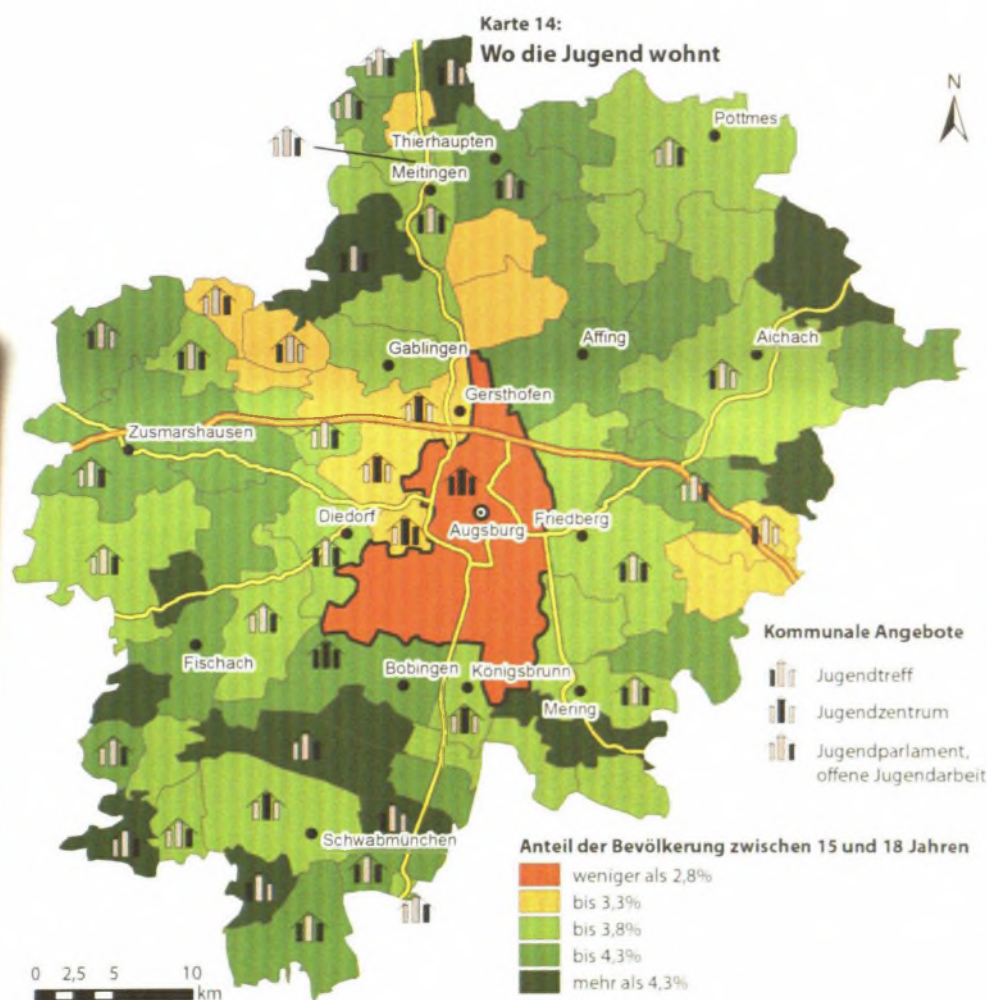 Karte 14:
Wo die Jugend wohnt
N
Pöttmes
Thierhaupten
Meitingen
Affing
Aichach
Gablingen
Gersthofen
Zusmarshausen
Diedorf
Augsburg
Friedberg
Fischach
Bobingen
Königsbrunn
Mering
Schwabmünchen
Kommunale Angebote
Jugendtreff
Jugendzentrum
Jugendparlament,
offene Jugendarbeit
Anteil der Bevölkerung zwischen 15 und 18 Jahren
weniger als 2,8%
bis 3,3%
bis 3,8%
bis 4,3%
mehr als 4,3%
0 2,5 5 10
km